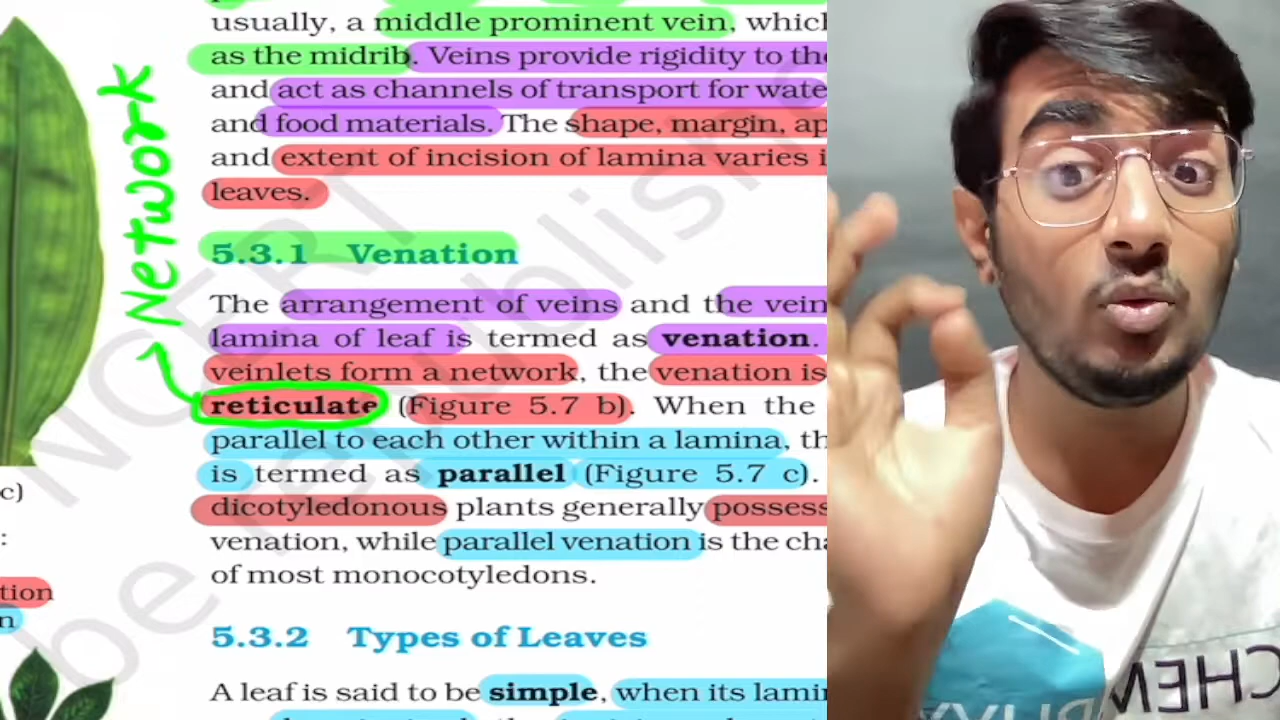 usually, a middle prominent vein, which
as the midrib. Veins provide rigidity to the
and act as channels of transport for wate
and food materials. The shape, margin, ap
and extent of incision of lamina varies i
leaves.
Network
5.3.1 Venation
The arrangement of veins and the vein
lamina of leaf is termed as venation.
veinlets form a network, the venation is
reticulate (Figure 5.7 b). When the
parallel to each other within a lamina, th
is termed as parallel (Figure 5.7 c).
c)
:
dicotyledonous plants generally possess
venation, while parallel venation is the cha
of most monocotyledons.
tion
n
5.3.2 Types of Leaves
A leaf is said to be simple, when its lami
NCERT
be republishe
CHEM